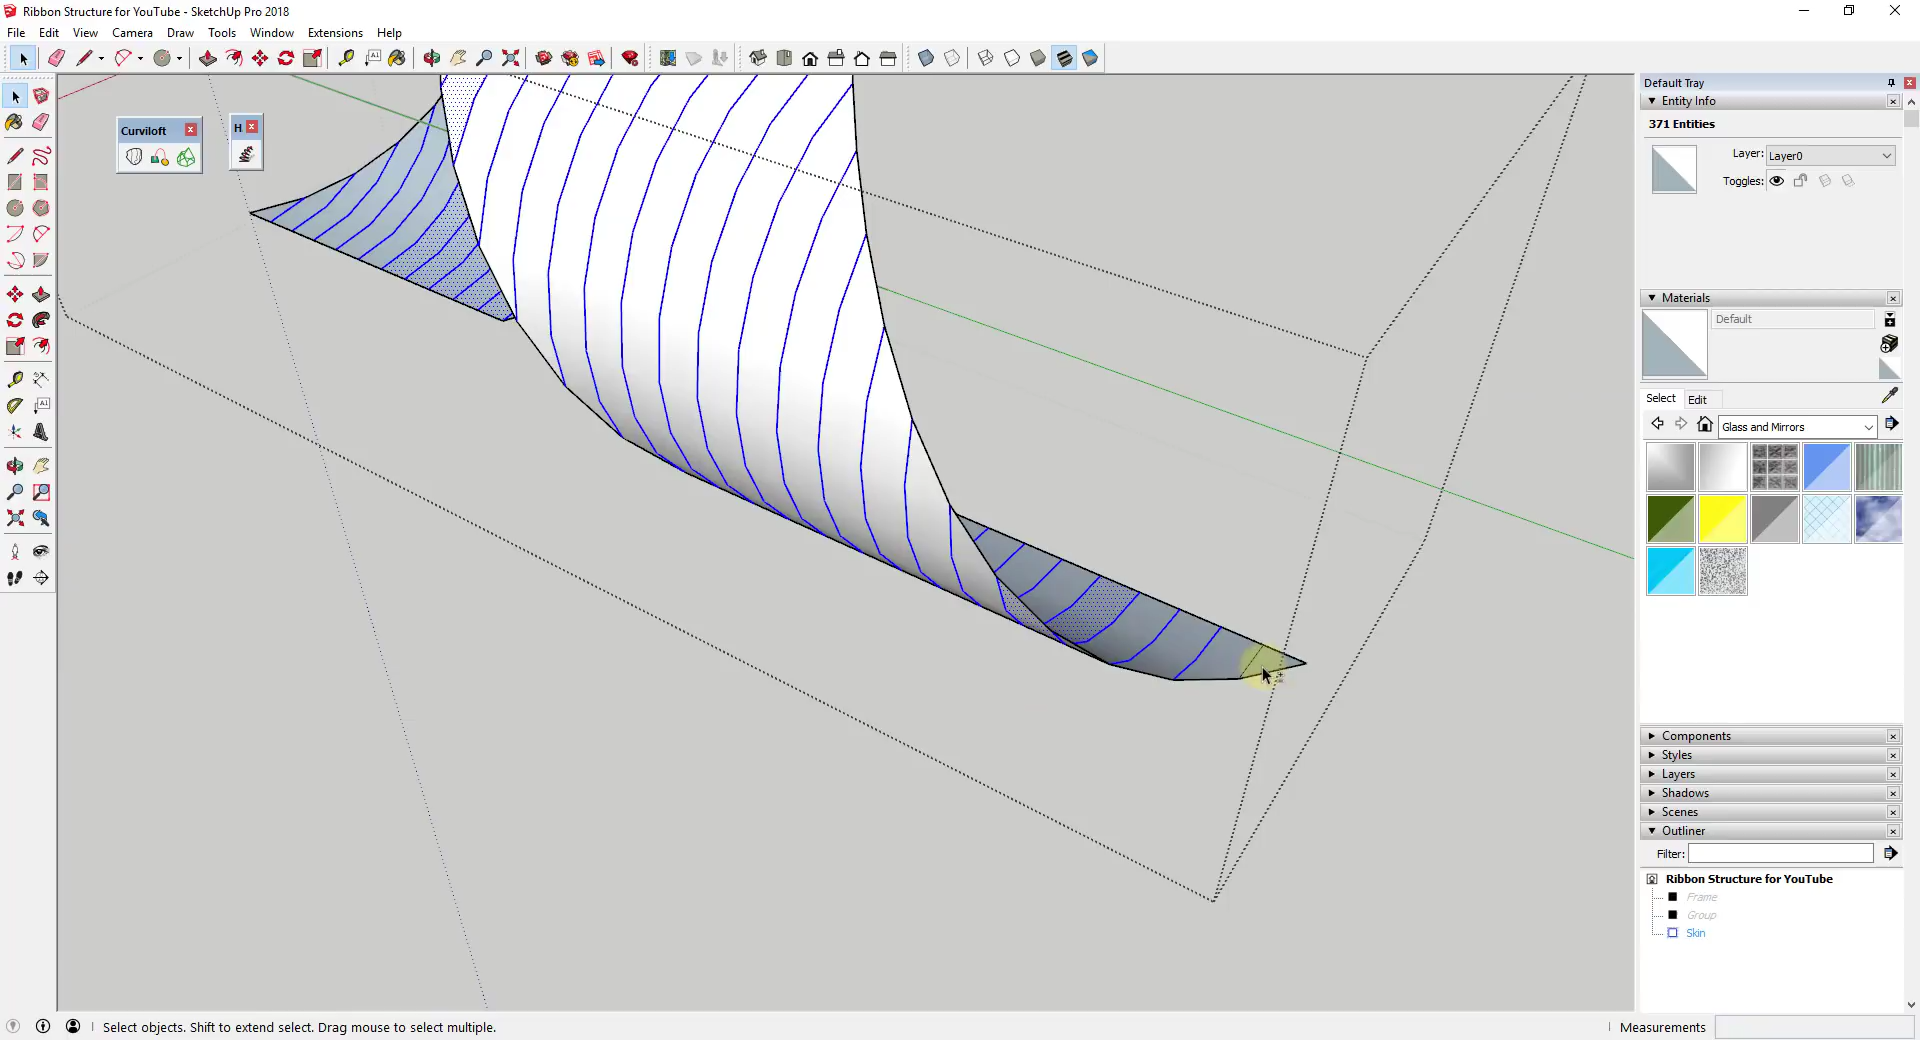 Ribbon Structure for YouTube - SketchUp Pro 2018
File Edit View Camera Draw Tools Window Extensions Help
Default Tray
Entity Info
371 Entities
Layer: Layer0
Toggles:
Curviloft
H
Materials
Default
Select Edit
Glass and Mirrors
Components
Styles
Layers
Shadows
Scenes
Outliner
Filter:
Ribbon Structure for YouTube
Frame
Group
Skin
Select objects. Shift to extend select. Drag mouse to select multiple.
Measurements